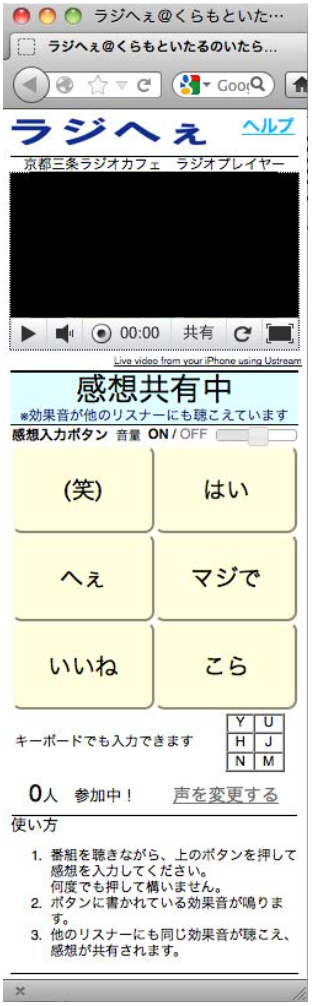 ラジへぇ@くらもといた…
ラジへぇ@くらもといたるのいたら...
Goo
ラジへぇ
ヘルプ
京都三条ラジオカフェ ラジオプレイヤー
00:00 共有
Live video from your iPhone using Ustream
感想共有中
※効果音が他のリスナーにも聴こえています
感想入力ボタン 音量 ON / OFF
(笑) はい
へぇ マジで
いいね こら
Y U
キーボードでも入力できます H J
N M
0人 参加中！ 声を変更する
使い方
1. 番組を聴きながら、上のボタンを押して
感想を入力してください。
何度でも押して構いません。
2. ボタンに書かれている効果音が鳴りま
す。
3. 他のリスナーにも同じ効果音が聴こえ、
感想が共有されます。